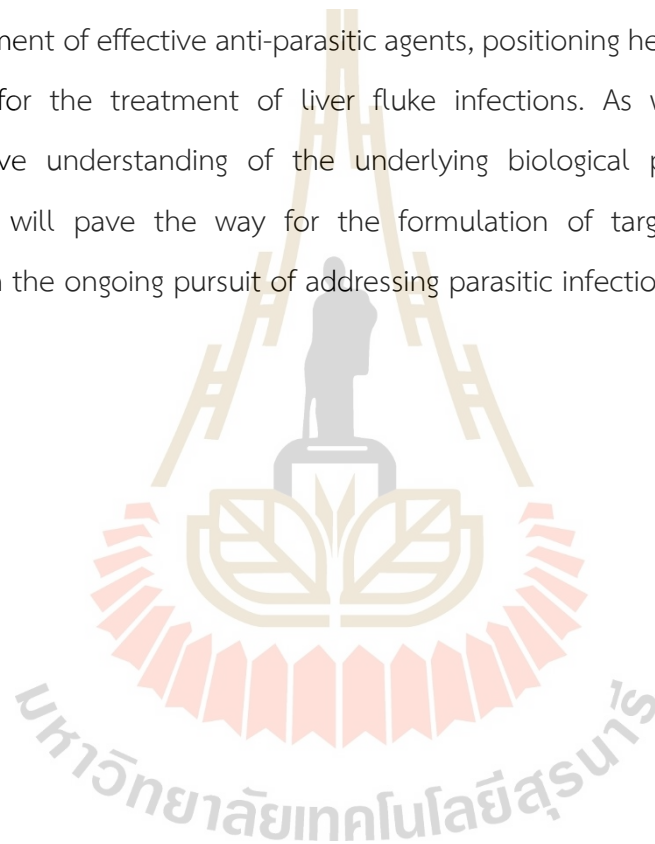 ment of effective anti-parasitic agents, positioning he
for the treatment of liver fluke infections. As w
ve understanding of the underlying biological p
will pave the way for the formulation of targ
the ongoing pursuit of addressing parasitic infectio
มหาวิทยาลัยเทคโนโลยีสุรนารี